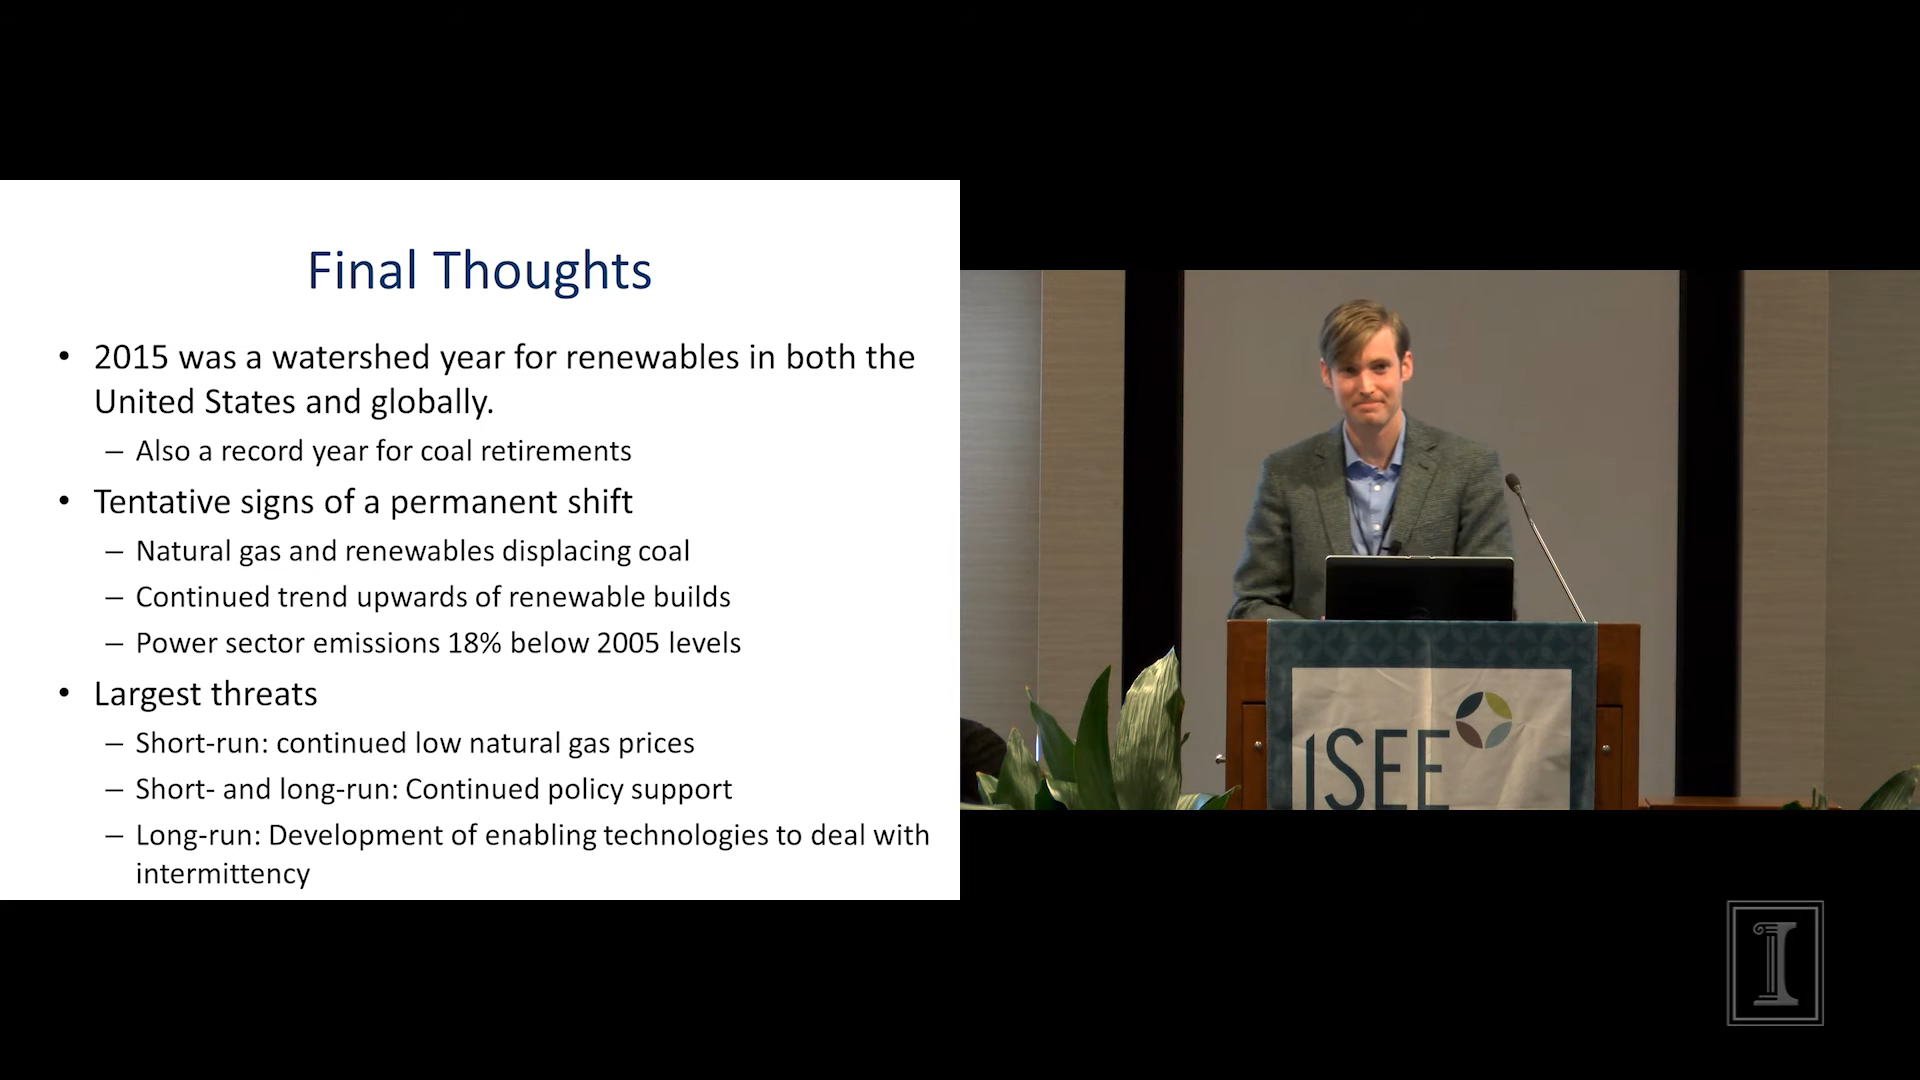 Final Thoughts
• 2015 was a watershed year for renewables in both the
United States and globally.
– Also a record year for coal retirements
• Tentative signs of a permanent shift
– Natural gas and renewables displacing coal
– Continued trend upwards of renewable builds
– Power sector emissions 18% below 2005 levels
• Largest threats
– Short-run: continued low natural gas prices
– Short- and long-run: Continued policy support
– Long-run: Development of enabling technologies to deal with
intermittency
iSEE
I